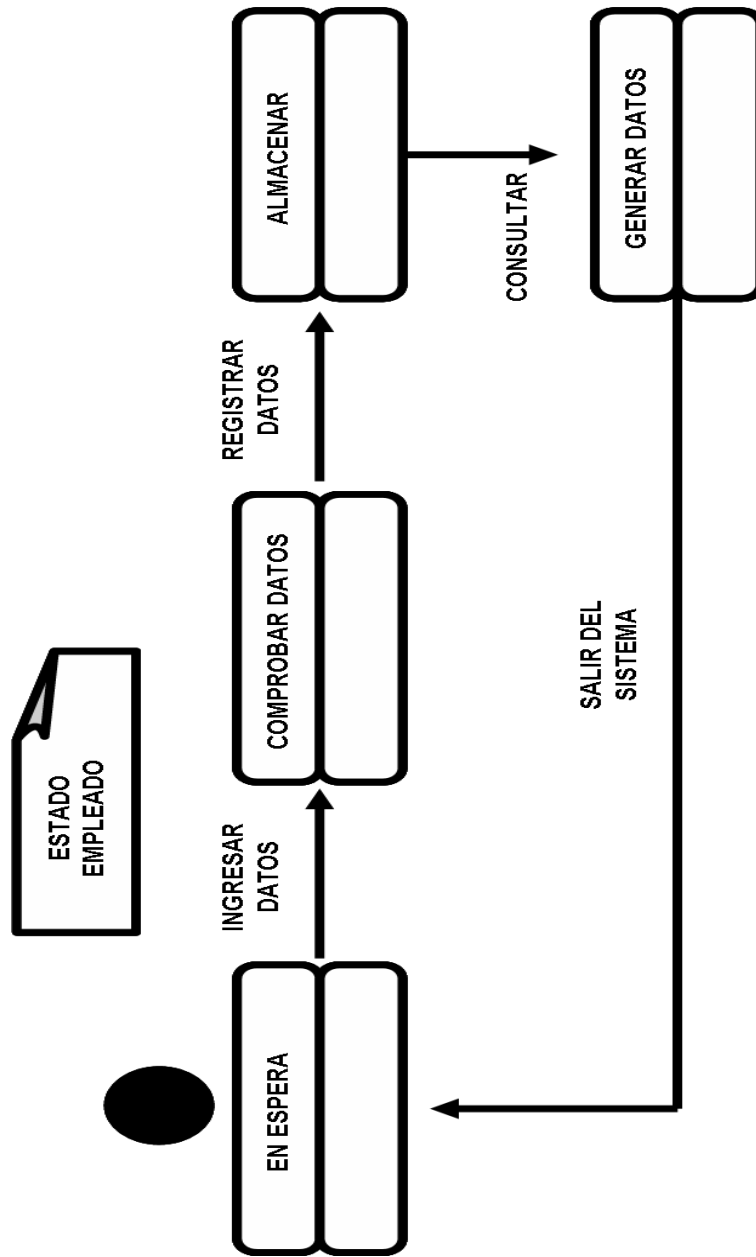 ESTADO
EMPLEADO
EN ESPERA
INGRESAR
DATOS
COMPROBAR DATOS
REGISTRAR
DATOS
ALMACENAR
CONSULTAR
GENERAR DATOS
SALIR DEL
SISTEMA